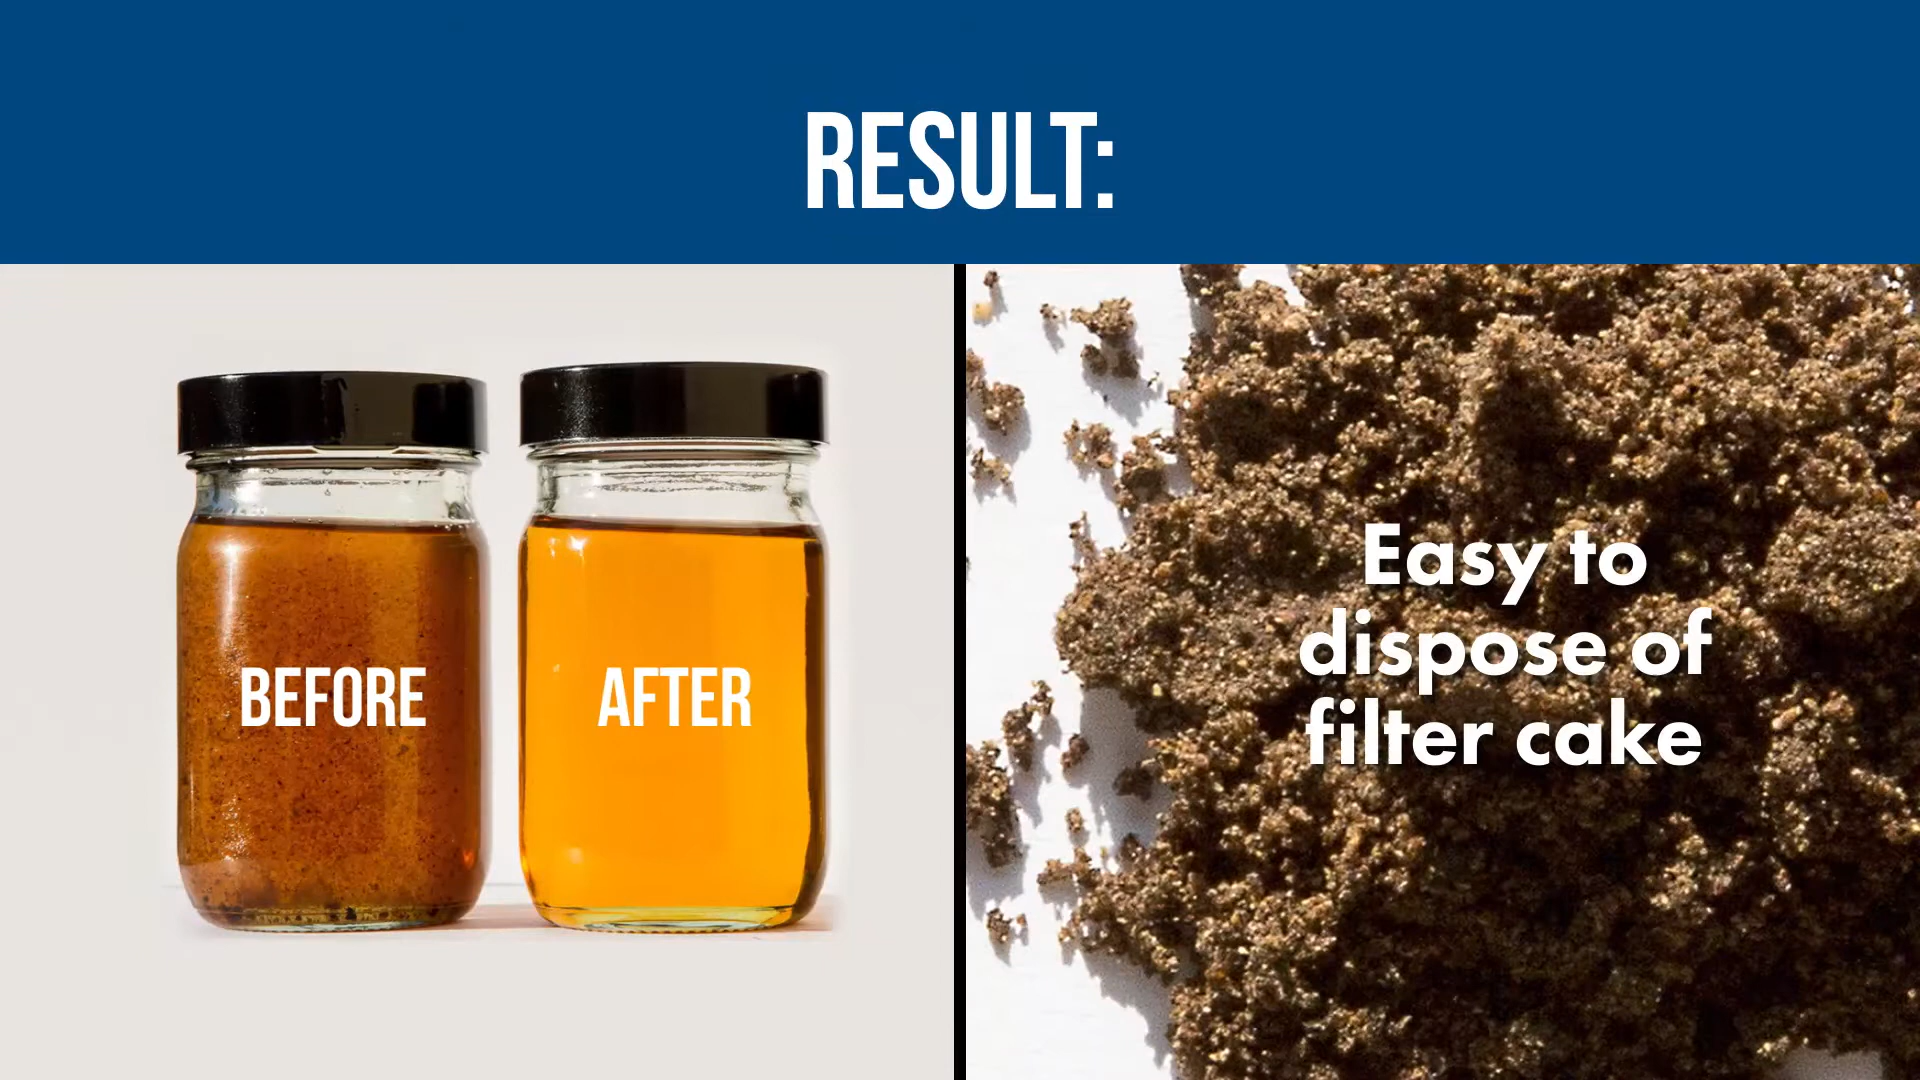 RESULT:
BEFORE
AFTER
Easy to
dispose of
filter cake